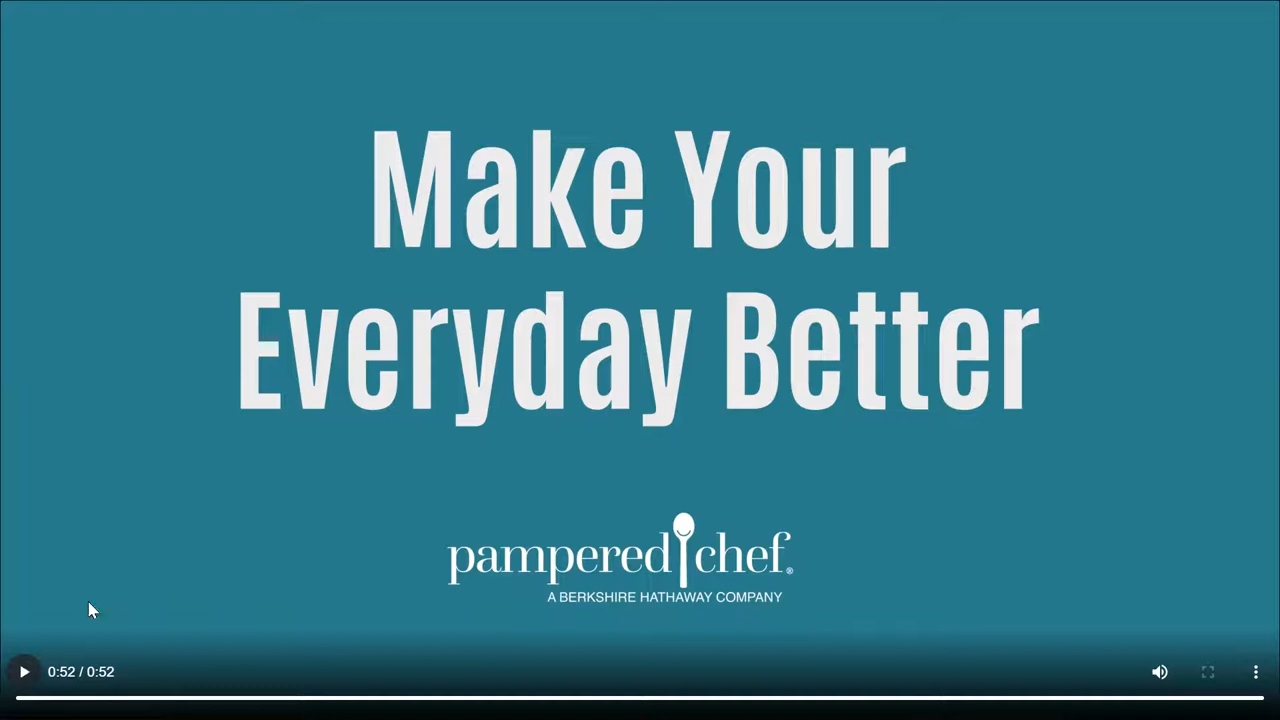 Make Your
Everyday Better
pampered chef®
A BERKSHIRE HATHAWAY COMPANY
0:52 / 0:52